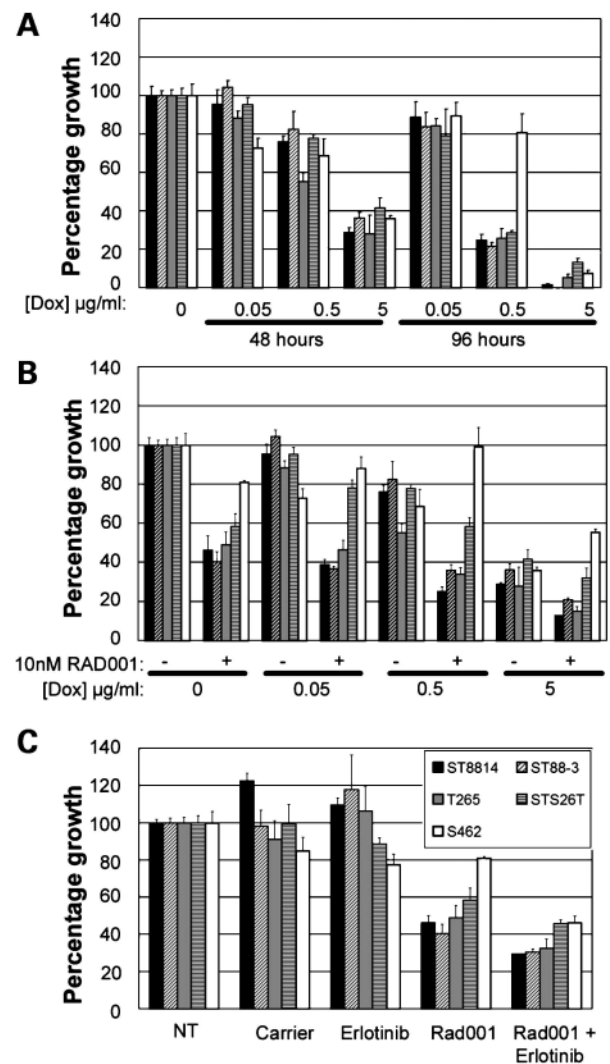 A
Percentage growth
140
120
100
80
60
40
20
0
[Dox] µg/ml:
0 0.05 0.5 5 0.05 0.5 5
48 hours 96 hours
B
Percentage growth
140
120
100
80
60
40
20
0
10nM RAD001: - + - + - + - +
[Dox] µg/ml: 0 0.05 0.5 5
C
Percentage growth
140
120
100
80
60
40
20
0
ST8814 ST88-3
T265 STS26T
S462
NT Carrier Erlotinib Rad001 Rad001 +
Erlotinib